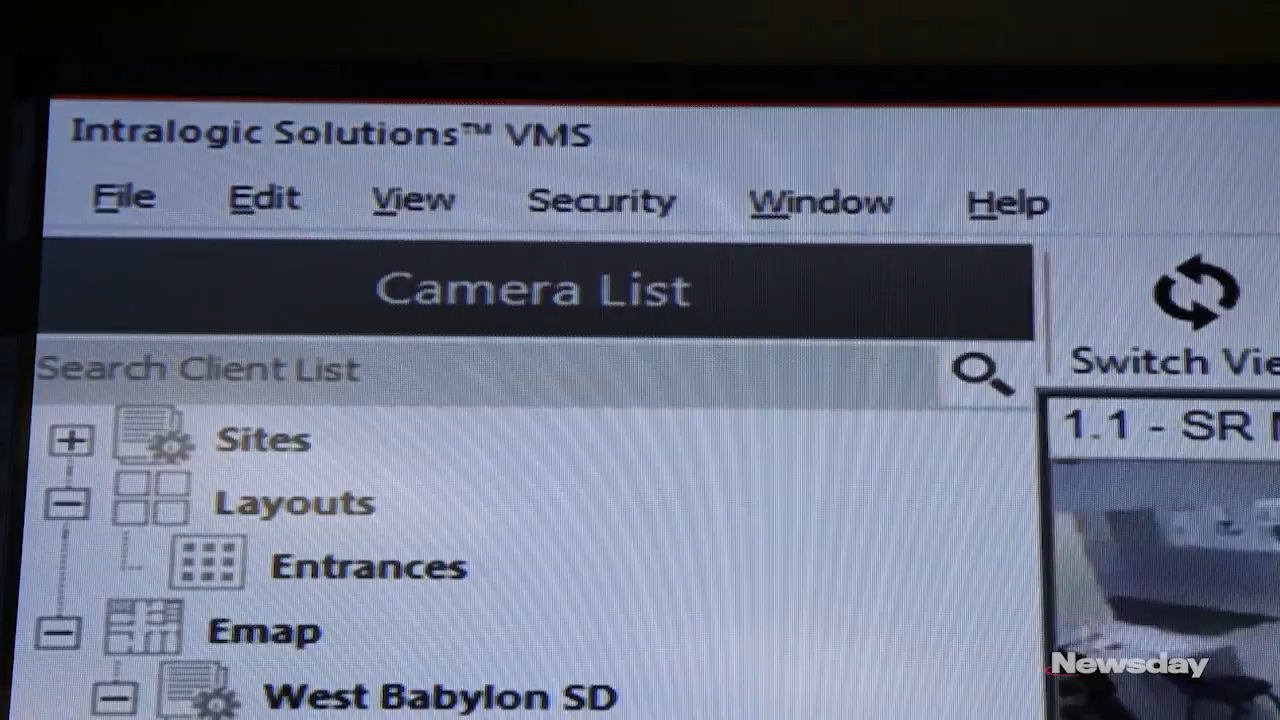 Intralogic Solutions™ VMS
File Edit View Security Window Help
Camera List
Search Client List
Switch
1.1 - SR
Sites
Layouts
Entrances
Emap
West Babylon SD
Newsday